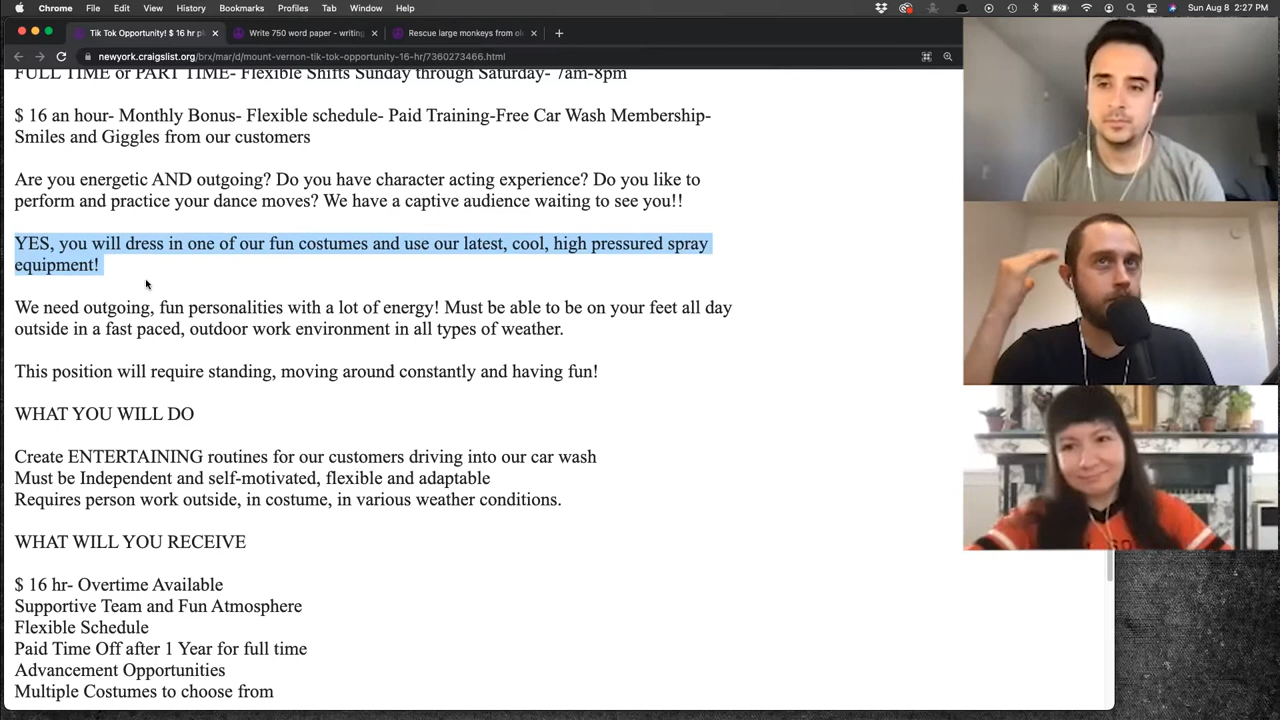 Chrome File Edit View History Bookmarks Profiles Tab Window Help
Sun Aug 8 2:27 PM
Tik Tok Opportunity! $ 16 hr pl
Write 750 word paper - writing
Rescue large monkeys from ol
newyork.craigslist.org/brx/mar/d/mount-vernon-tik-tok-opportunity-16-hr/7360273466.html
FULL TIME or PART TIME- Flexible Shifts Sunday through Saturday- 7am-8pm
$ 16 an hour- Monthly Bonus- Flexible schedule- Paid Training-Free Car Wash Membership-
Smiles and Giggles from our customers
Are you energetic AND outgoing? Do you have character acting experience? Do you like to
perform and practice your dance moves? We have a captive audience waiting to see you!!
YES, you will dress in one of our fun costumes and use our latest, cool, high pressured spray
equipment!
We need outgoing, fun personalities with a lot of energy! Must be able to be on your feet all day
outside in a fast paced, outdoor work environment in all types of weather.
This position will require standing, moving around constantly and having fun!
WHAT YOU WILL DO
Create ENTERTAINING routines for our customers driving into our car wash
Must be Independent and self-motivated, flexible and adaptable
Requires person work outside, in costume, in various weather conditions.
WHAT WILL YOU RECEIVE
$ 16 hr- Overtime Available
Supportive Team and Fun Atmosphere
Flexible Schedule
Paid Time Off after 1 Year for full time
Advancement Opportunities
Multiple Costumes to choose from